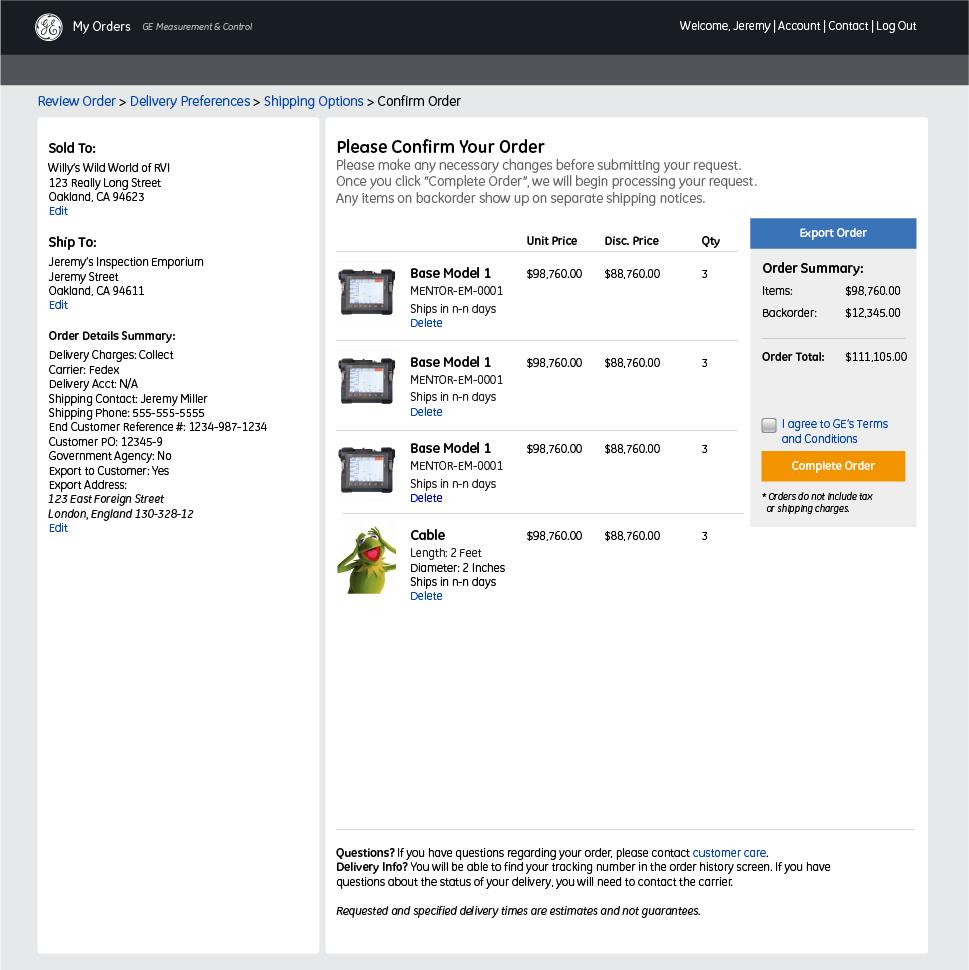 My Orders GE Measurement & Control Welcome, Jeremy | Account | Contact | Log Out
Review Order > Delivery Preferences > Shipping Options > Confirm Order
Sold To:
Willy's Wild World of RVI
123 Really Long Street
Oakland, CA 94623
Edit
Ship To:
Jeremy's Inspection Emporium
Jeremy Street
Oakland, CA 94611
Edit
Order Details Summary:
Delivery Charges: Collect
Carrier: Fedex
Delivery Acct: N/A
Shipping Contact: Jeremy Miller
Shipping Phone: 555-555-5555
End Customer Reference #: 1234-987-1234
Customer PO: 12345-9
Government Agency: No
Export to Customer: Yes
Export Address:
123 East Foreign Street
London, England 130-328-12
Edit
Please Confirm Your Order
Please make any necessary changes before submitting your request.
Once you click "Complete Order", we will begin processing your request.
Any items on backorder show up on separate shipping notices.
Unit Price Disc. Price Qty
Base Model 1 $98,760.00 $88,760.00 3
MENTOR-EM-0001
Ships in n-n days
Delete
Base Model 1 $98,760.00 $88,760.00 3
MENTOR-EM-0001
Ships in n-n days
Delete
Base Model 1 $98,760.00 $88,760.00 3
MENTOR-EM-0001
Ships in n-n days
Delete
Cable $98,760.00 $88,760.00 3
Length: 2 Feet
Diameter: 2 Inches
Ships in n-n days
Delete
Export Order
Order Summary:
Items: $98,760.00
Backorder: $12,345.00
Order Total: $111,105.00
I agree to GE's Terms
and Conditions
Complete Order
* Orders do not include tax
or shipping charges.
Questions? If you have questions regarding your order, please contact customer care.
Delivery Info? You will be able to find your tracking number in the order history screen. If you have
questions about the status of your delivery, you will need to contact the carrier.
Requested and specified delivery times are estimates and not guarantees.